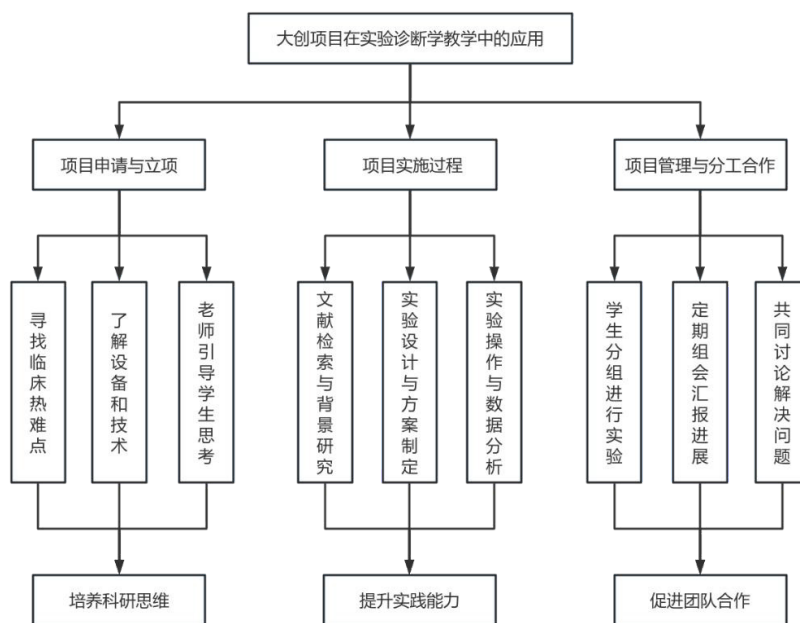 大创项目在实验诊断学教学中的应用
项目申请与立项
项目实施过程
项目管理与分工合作
寻找临床热难点
了解设备和技术
老师引导学生思考
文献检索与背景研究
实验设计与方案制定
实验操作与数据分析
学生分组进行实验
定期组会汇报进展
共同讨论解决问题
培养科研思维
提升实践能力
促进团队合作